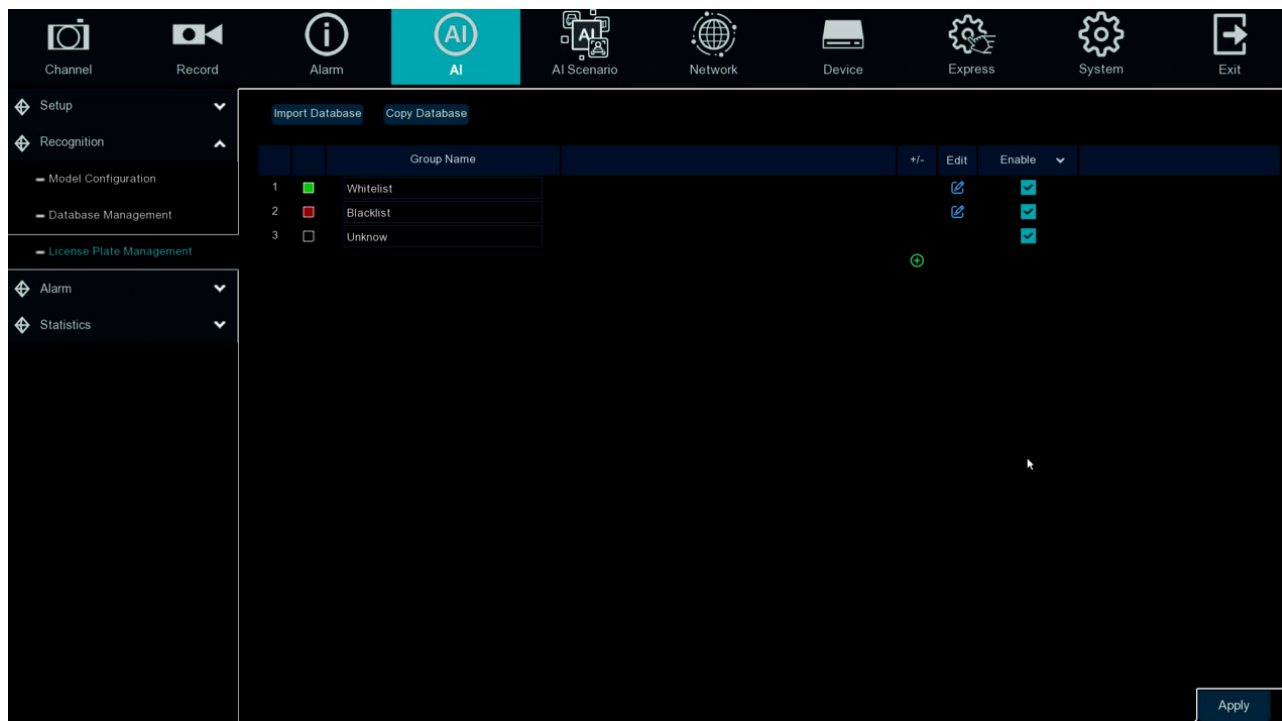 Channel Record Alarm AI AI Scenario Network Device Express System Exit
Setup
Import Database Copy Database
Recognition
Group Name +/- Edit Enable
Model Configuration
1 Whitelist
Database Management
2 Blacklist
3 Unknow
License Plate Management
Alarm
Statistics
Apply